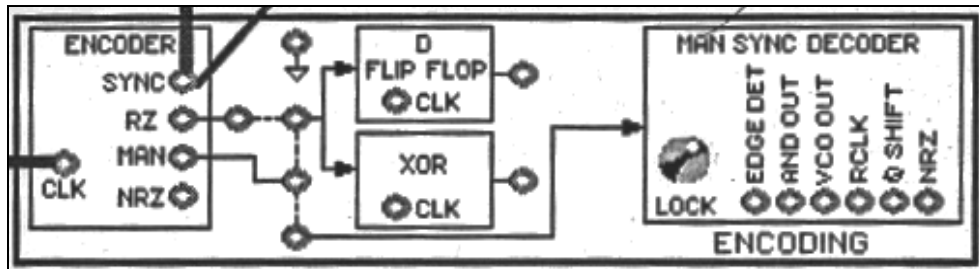 ENCODER
SYNC
RZ
MAN
NRZ
CLK
D
FLIP FLOP
CLK
XOR
CLK
MAN SYNC DECODER
EDGE DET
AND OUT
VCO OUT
RCLK
Q SHIFT
NRZ
LOCK
ENCODING